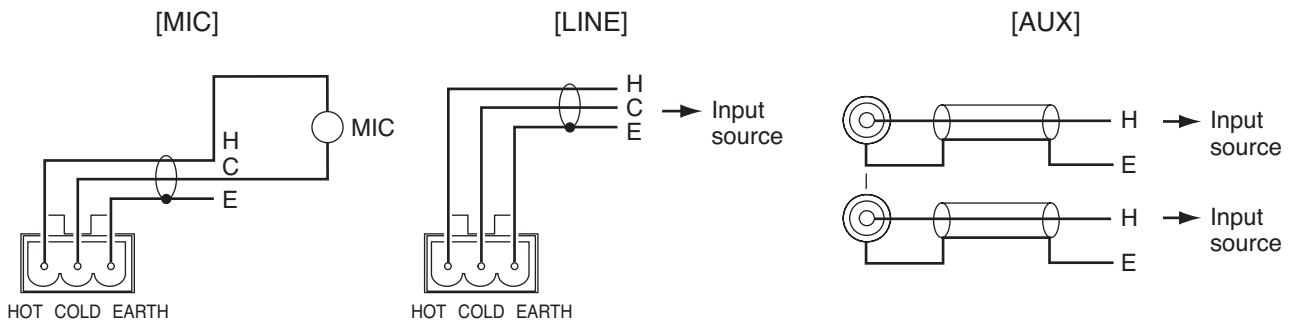 [MIC]
H
C
E
MIC
HOT COLD EARTH
[LINE]
H
C
E
Input
source
HOT COLD EARTH
[AUX]
H
E
Input
source
H
E
Input
source